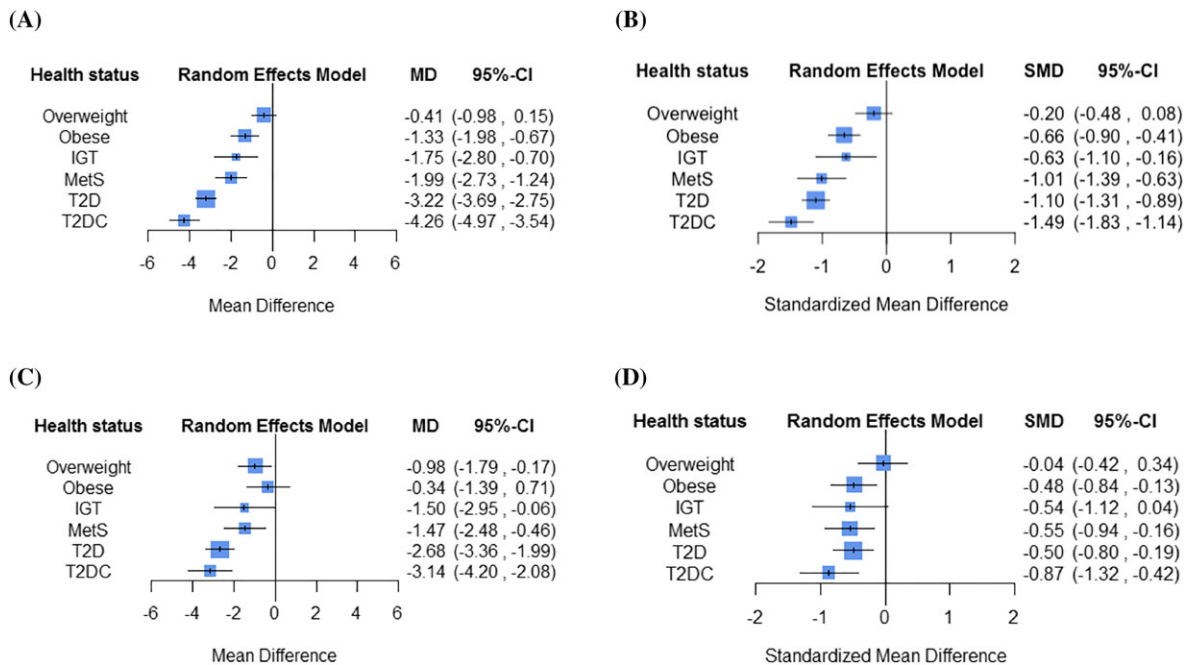 (A)
Health status Random Effects Model MD 95%-CI
Overweight -0.41 (-0.98 , 0.15)
Obese -1.33 (-1.98 , -0.67)
IGT -1.75 (-2.80 , -0.70)
MetS -1.99 (-2.73 , -1.24)
T2D -3.22 (-3.69 , -2.75)
T2DC -4.26 (-4.97 , -3.54)
-6 -4 -2 0 2 4 6
Mean Difference
(B)
Health status Random Effects Model SMD 95%-CI
Overweight -0.20 (-0.48 , 0.08)
Obese -0.66 (-0.90 , -0.41)
IGT -0.63 (-1.10 , -0.16)
MetS -1.01 (-1.39 , -0.63)
T2D -1.10 (-1.31 , -0.89)
T2DC -1.49 (-1.83 , -1.14)
-2 -1 0 1 2
Standardized Mean Difference
(C)
Health status Random Effects Model MD 95%-CI
Overweight -0.98 (-1.79 , -0.17)
Obese -0.34 (-1.39 , 0.71)
IGT -1.50 (-2.95 , -0.06)
MetS -1.47 (-2.48 , -0.46)
T2D -2.68 (-3.36 , -1.99)
T2DC -3.14 (-4.20 , -2.08)
-6 -4 -2 0 2 4 6
Mean Difference
(D)
Health status Random Effects Model SMD 95%-CI
Overweight -0.04 (-0.42 , 0.34)
Obese -0.48 (-0.84 , -0.13)
IGT -0.54 (-1.12 , 0.04)
MetS -0.55 (-0.94 , -0.16)
T2D -0.50 (-0.80 , -0.19)
T2DC -0.87 (-1.32 , -0.42)
-2 -1 0 1 2
Standardized Mean Difference